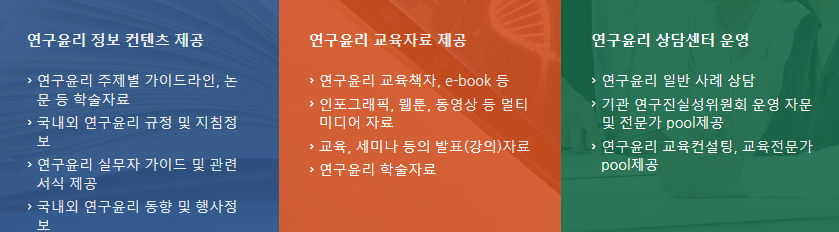 연구윤리 정보 컨텐츠 제공
› 연구윤리 주제별 가이드라인, 논
문 등 학술자료
› 국내외 연구윤리 규정 및 지침정
보
› 연구윤리 실무자 가이드 및 관련
서식 제공
› 국내외 연구윤리 동향 및 행사정
보
연구윤리 교육자료 제공
› 연구윤리 교육책자, e-book 등
› 인포그래픽, 웹툰, 동영상 등 멀티
미디어 자료
› 교육, 세미나 등의 발표(강의)자료
› 연구윤리 학술자료
연구윤리 상담센터 운영
› 연구윤리 일반 사례 상담
› 기관 연구진실성위원회 운영 자문
및 전문가 pool제공
› 연구윤리 교육컨설팅, 교육전문가
pool제공